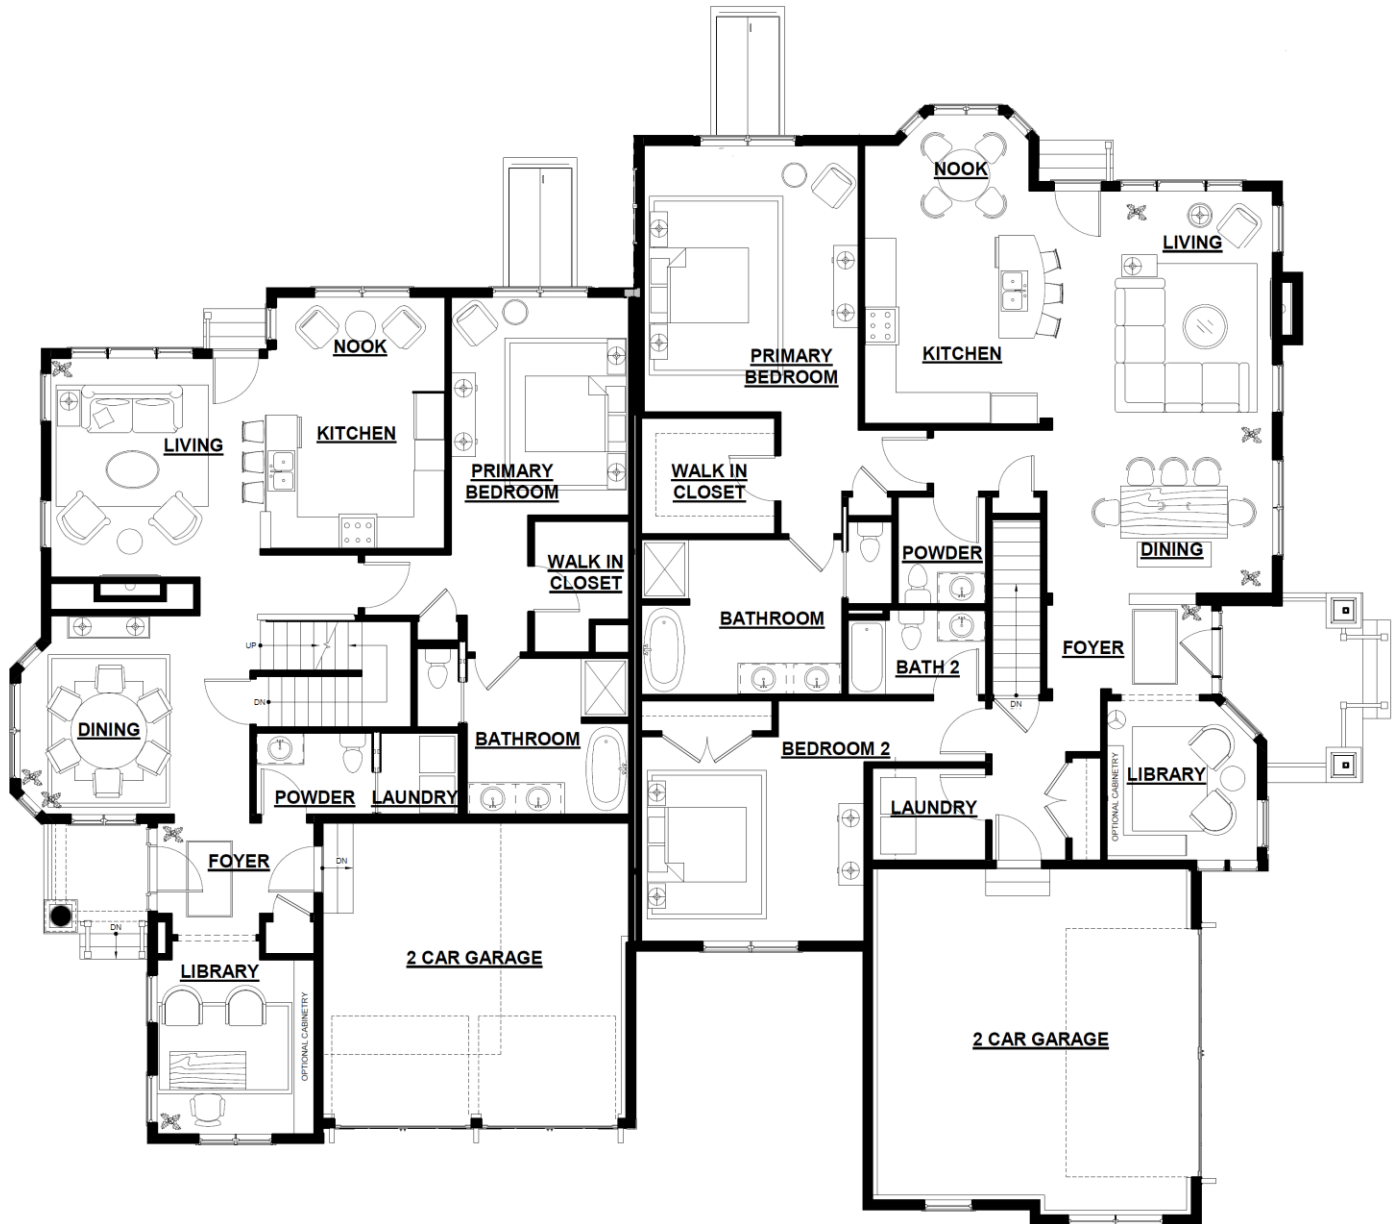 NOOK
LIVING
PRIMARY
BEDROOM
KITCHEN
NOOK
KITCHEN
LIVING
PRIMARY
BEDROOM
WALK IN
CLOSET
WALK IN
CLOSET
POWDER
DINING
BATHROOM
UP
FOYER
BATH 2
DN
DN
DINING
BATHROOM
BEDROOM 2
LIBRARY
OPTIONAL CABINETRY
POWDER
LAUNDRY
LAUNDRY
FOYER
DN
DN
2 CAR GARAGE
LIBRARY
OPTIONAL CABINETRY
2 CAR GARAGE